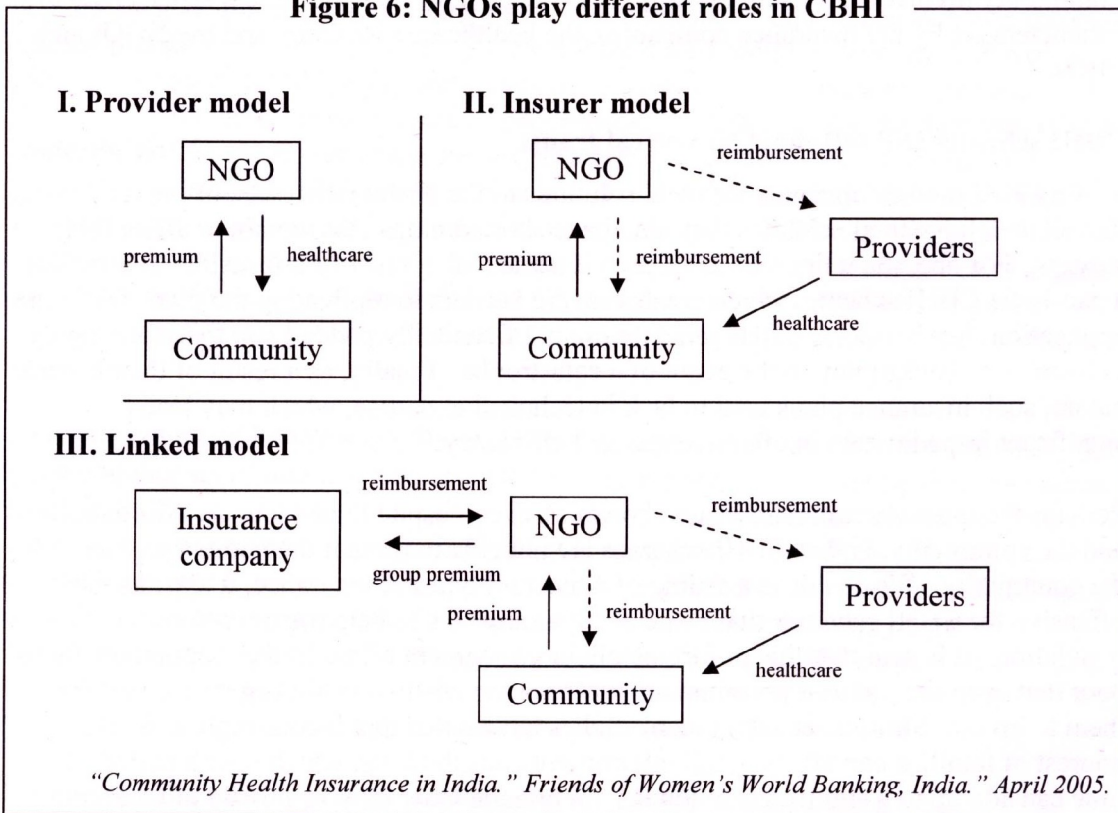 Figure 6: NGOs play different roles in CBHI
I. Provider model
NGO
premium
healthcare
Community
II. Insurer model
NGO
reimbursement
premium
reimbursement
Providers
healthcare
Community
III. Linked model
reimbursement
Insurance
company
NGO
reimbursement
group premium
premium
reimbursement
Providers
healthcare
Community
"Community Health Insurance in India." Friends of Women's World Banking, India." April 2005.